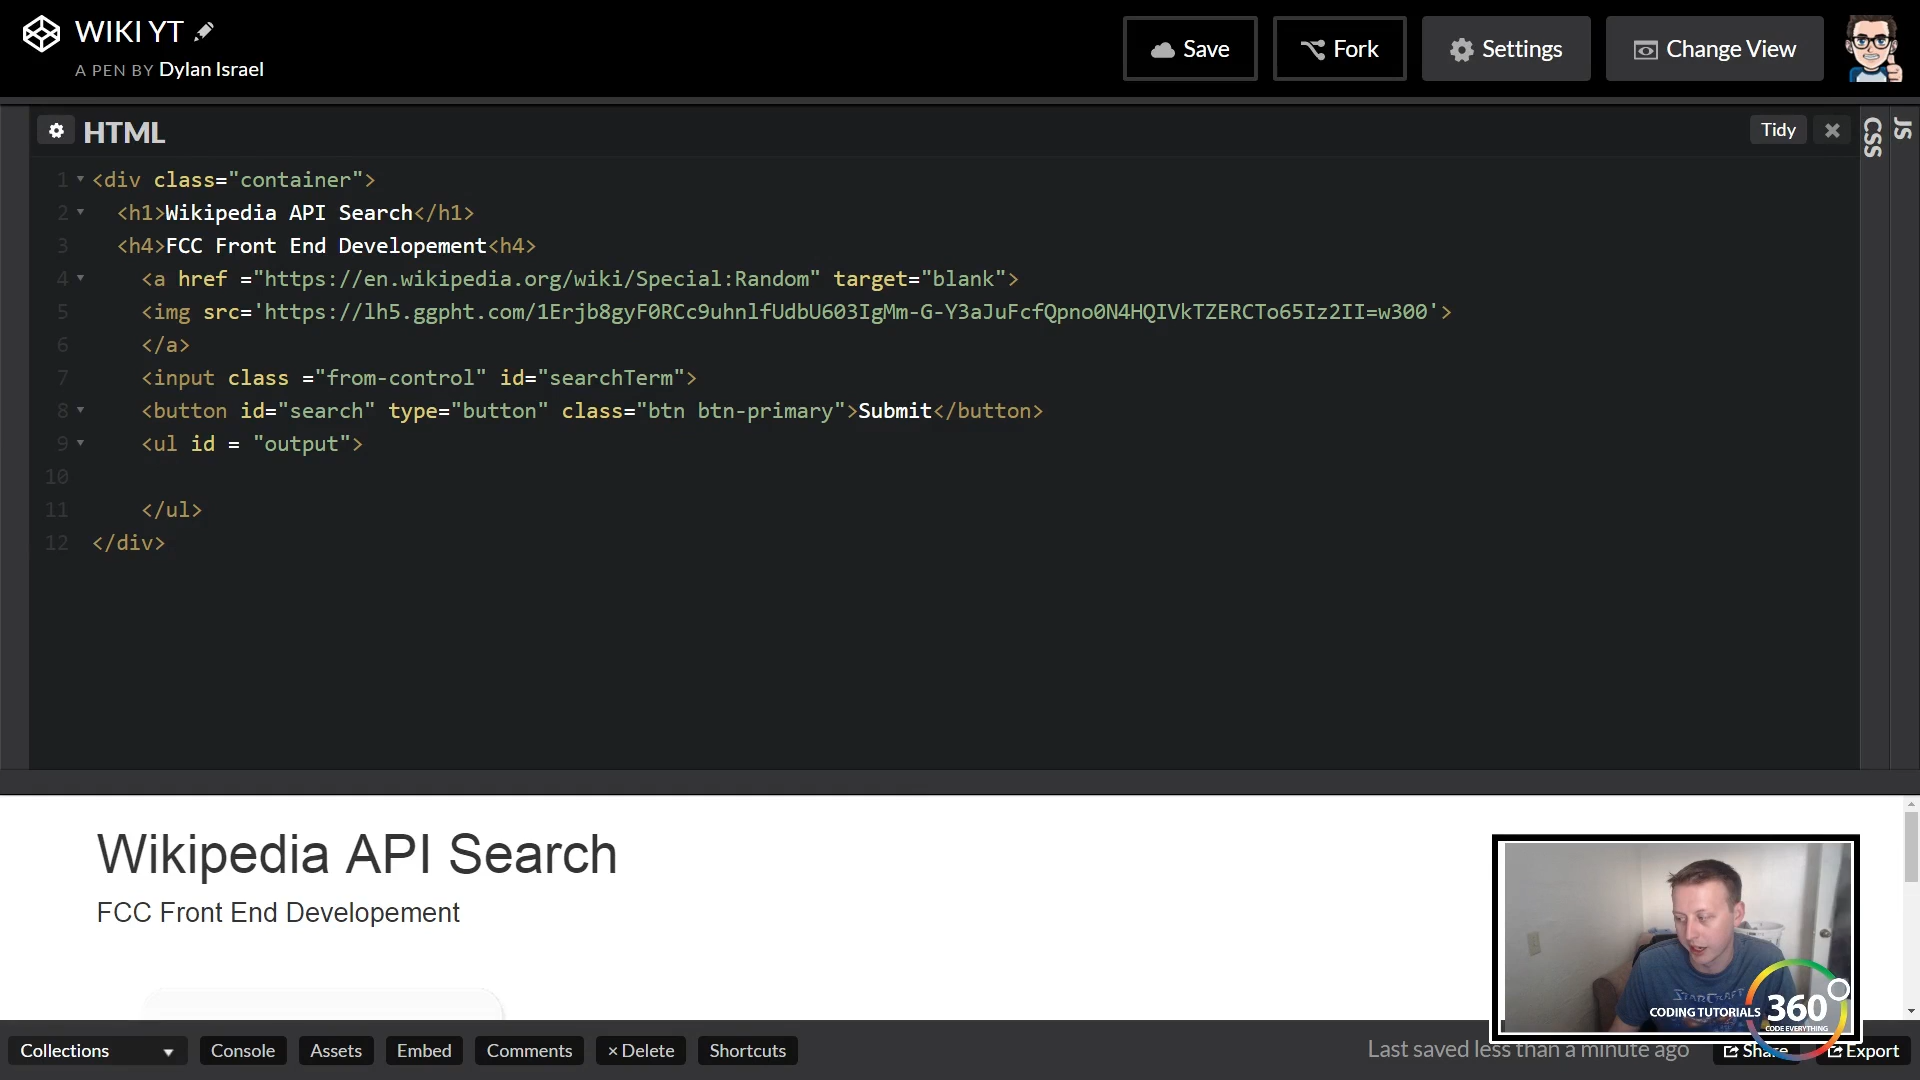 WIKI YT
A PEN BY Dylan Israel
Save
Fork
Settings
Change View
HTML
Tidy
CSS
JS
1 <div class="container">
2 <h1>Wikipedia API Search</h1>
3 <h4>FCC Front End Developement<h4>
4 <a href ="https://en.wikipedia.org/wiki/Special:Random" target="blank">
5 <img src='https://lh5.ggpht.com/1Erjb8gyF0RCc9uhnlfUdbU603IgMm-G-Y3aJuFcfQpno0N4HQIVkTZERCTo65Iz2II=w300'>
6 </a>
7 <input class ="from-control" id="searchTerm">
8 <button id="search" type="button" class="btn btn-primary">Submit</button>
9 <ul id = "output">
10
11 </ul>
12 </div>
Wikipedia API Search
FCC Front End Developement
STARCRAFT
CODING TUTORIALS 360
CODE EVERYTHING
Collections
Console
Assets
Embed
Comments
× Delete
Shortcuts
Last saved less than a minute ago
Share
Export